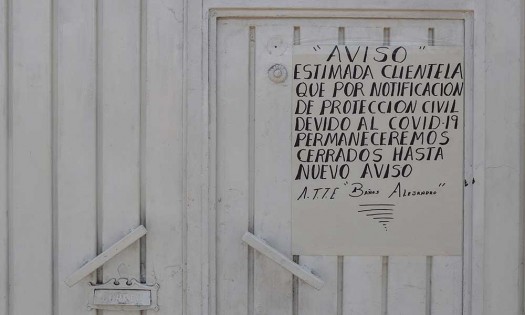 "AVISO"
ESTIMADA CLIENTELA
QUE POR NOTIFICACION
DE PROTECCION CIVIL
DEVIDO AL COVID-19
PERMANECEREMOS
CERRADOS HASTA
NUEVO AVISO
A.T.T.E "BAÑOS ALEJANDRO"